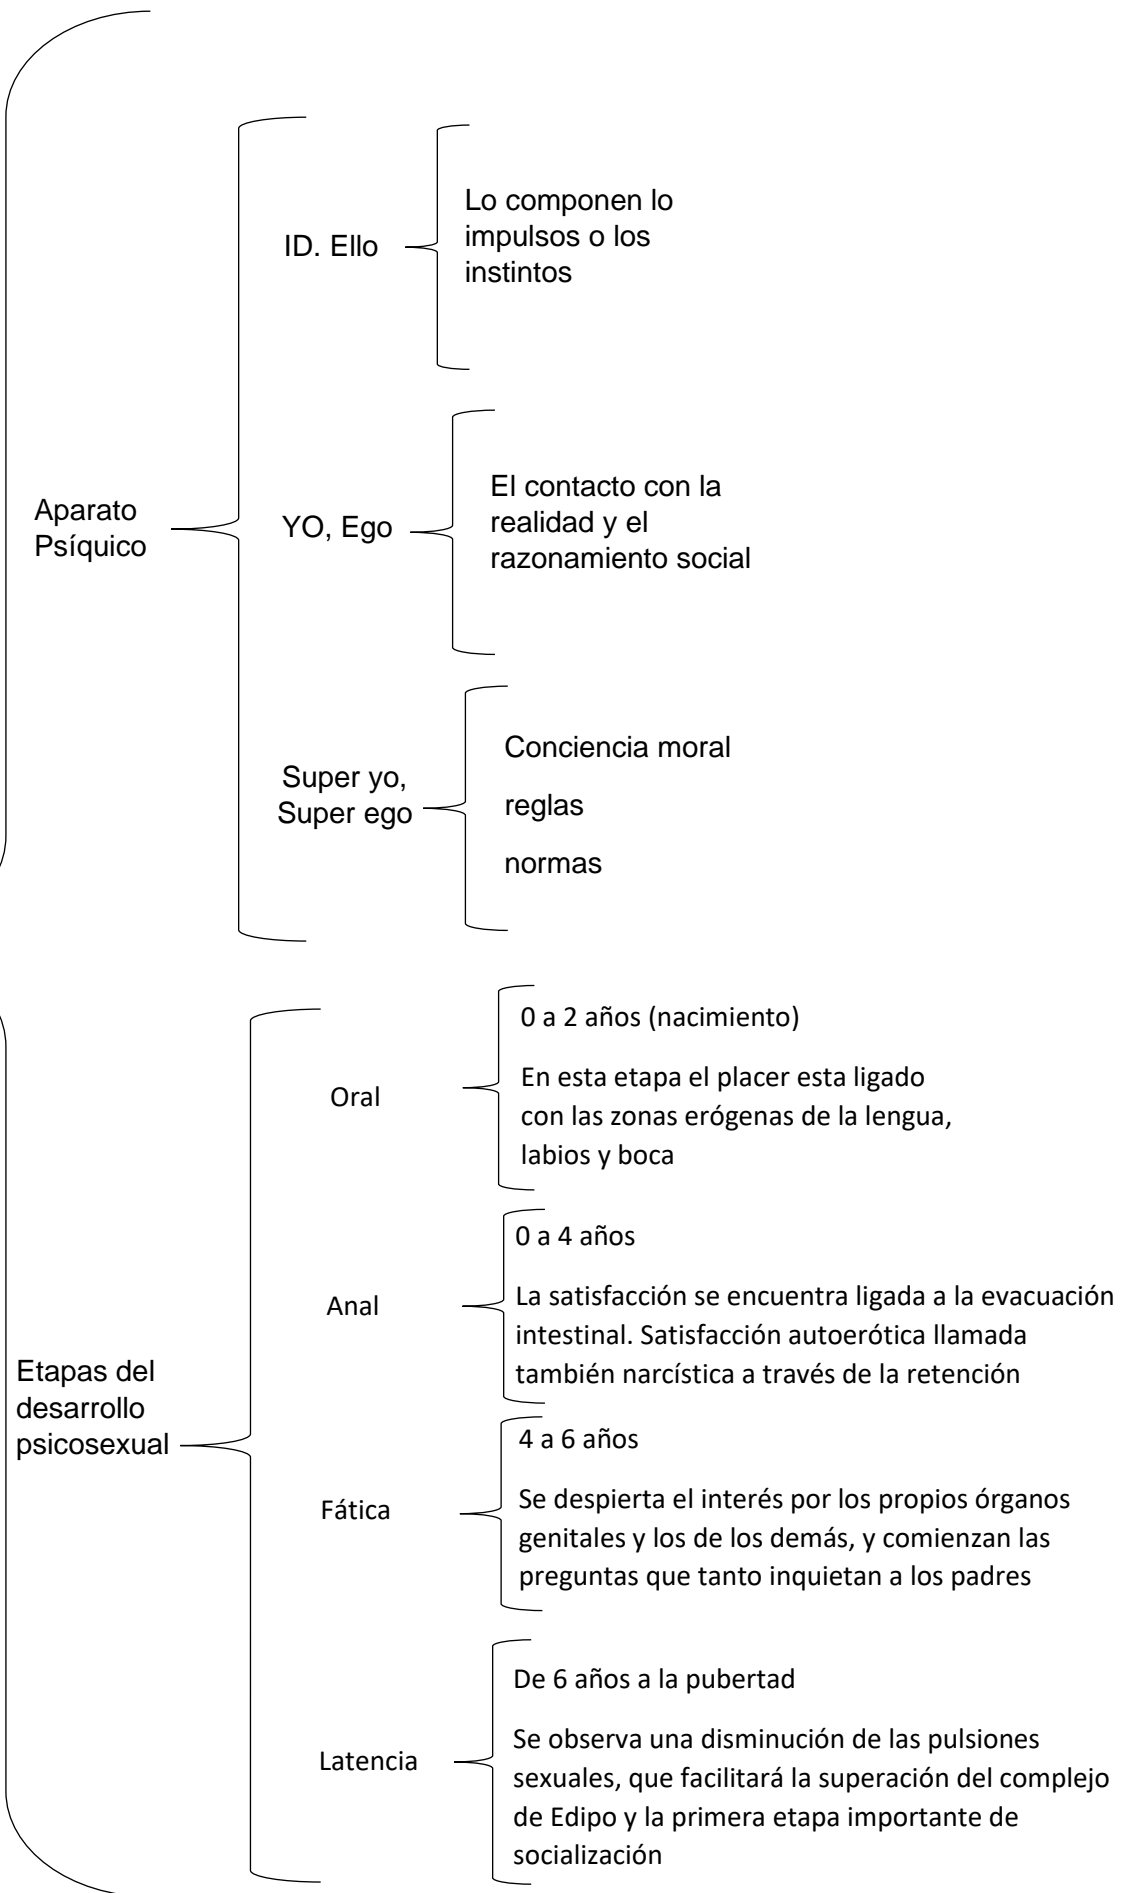 Aparato
Psíquico
ID. Ello
Lo componen lo
impulsos o los
instintos
YO, Ego
El contacto con la
realidad y el
razonamiento social
Super yo,
Super ego
Conciencia moral
reglas
normas
Etapas del
desarrollo
psicosexual
Oral
0 a 2 años (nacimiento)
En esta etapa el placer esta ligado
con las zonas erógenas de la lengua,
labios y boca
Anal
0 a 4 años
La satisfacción se encuentra ligada a la evacuación
intestinal. Satisfacción autoerótica llamada
también narcística a través de la retención
Fática
4 a 6 años
Se despierta el interés por los propios órganos
genitales y los de los demás, y comienzan las
preguntas que tanto inquietan a los padres
Latencia
De 6 años a la pubertad
Se observa una disminución de las pulsiones
sexuales, que facilitará la superación del complejo
de Edipo y la primera etapa importante de
socialización